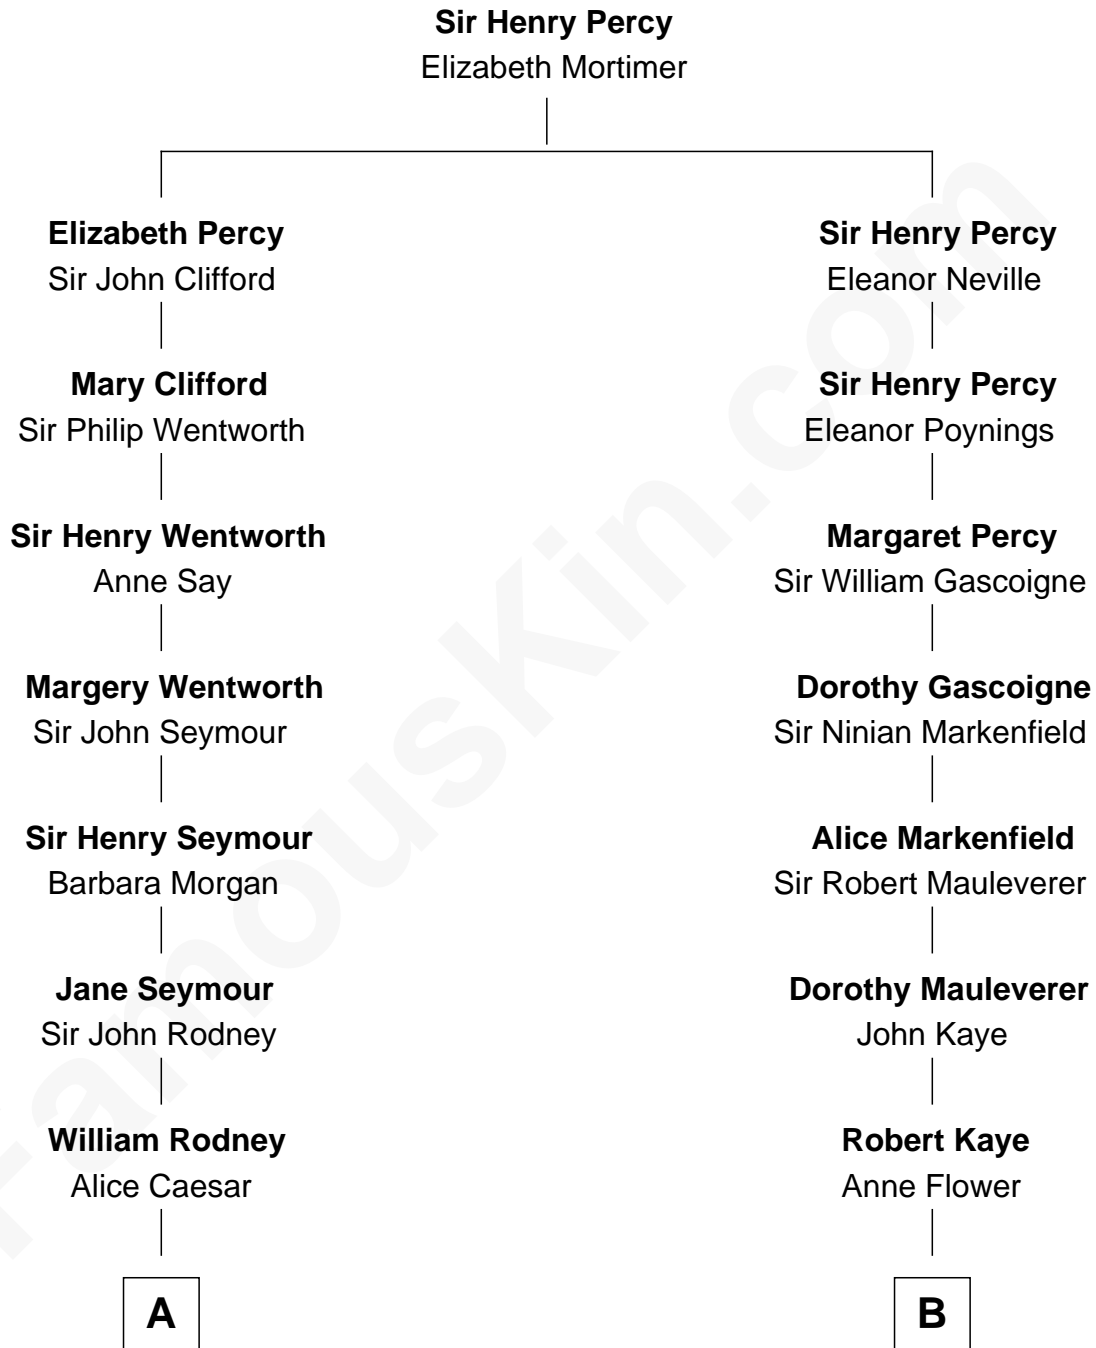 Sir Henry Percy
Elizabeth Mortimer
Elizabeth Percy
Sir John Clifford
Sir Henry Percy
Eleanor Neville
Mary Clifford
Sir Philip Wentworth
Sir Henry Percy
Eleanor Poynings
Sir Henry Wentworth
Anne Say
Margaret Percy
Sir William Gascoigne
Margery Wentworth
Sir John Seymour
Dorothy Gascoigne
Sir Ninian Markenfield
Sir Henry Seymour
Barbara Morgan
Alice Markenfield
Sir Robert Mauleverer
Jane Seymour
Sir John Rodney
Dorothy Mauleverer
John Kaye
William Rodney
Alice Caesar
Robert Kaye
Anne Flower
A
B
FamousKin.com